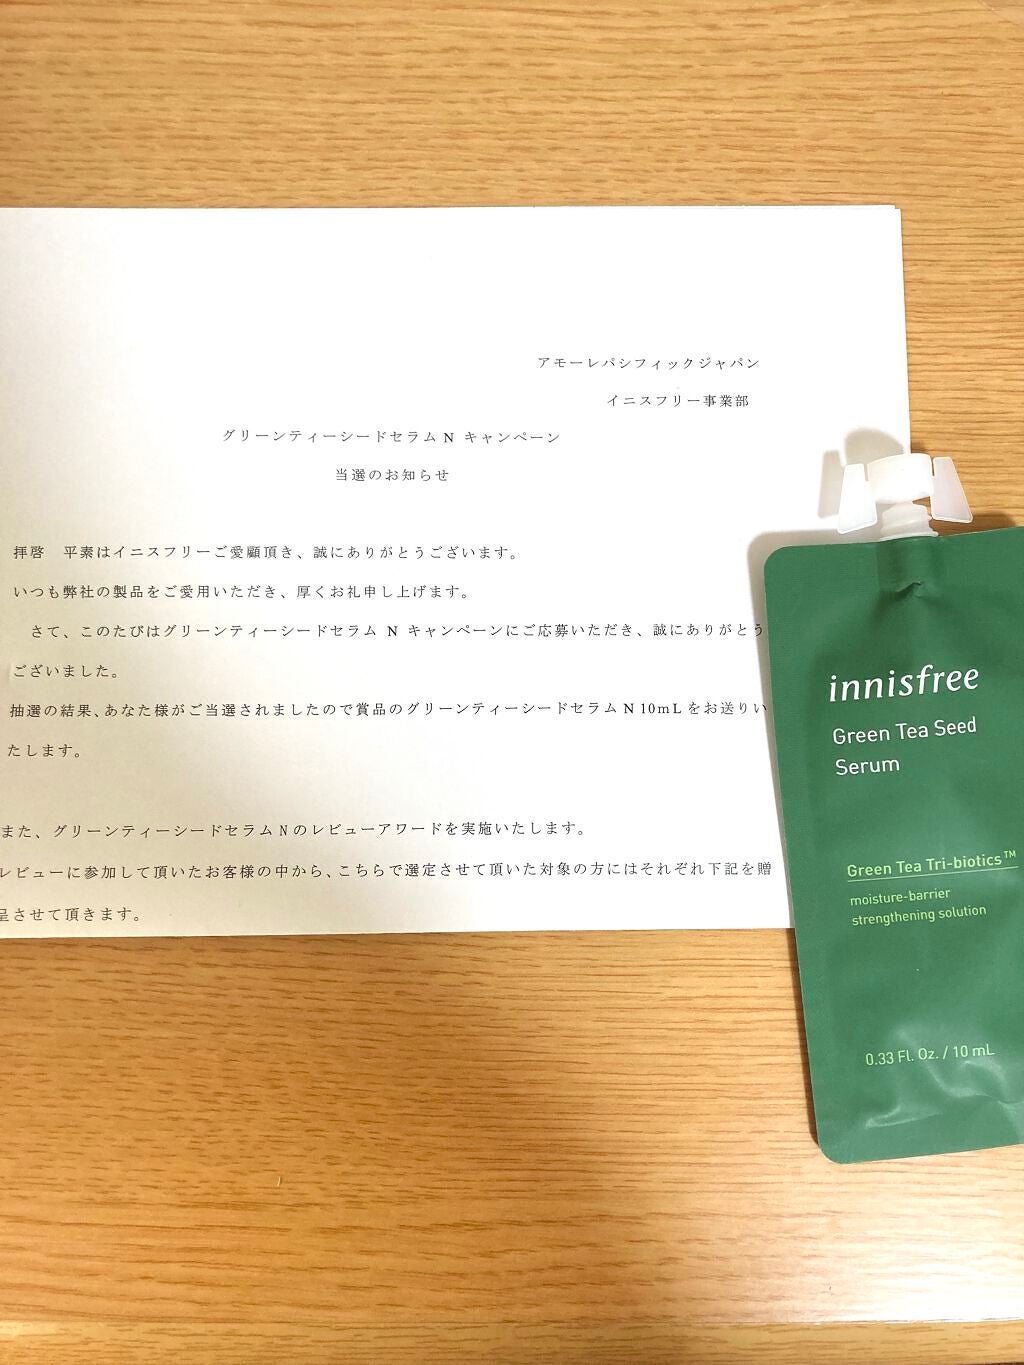 アモーレパシフィックジャパン
イニスフリー事業部
グリーンティーシードセラム N キャンペーン
当選のお知らせ
拝啓　平素はイニスフリーご愛顧頂き、誠にありがとうございます。
いつも弊社の製品をご愛用いただき、厚くお礼申し上げます。
さて、このたびはグリーンティーシードセラム N キャンペーンにご応募いただき、誠にありがとう
ございました。
抽選の結果、あなた様がご当選されましたので賞品のグリーンティーシードセラム N 10mL をお送りい
たします。
また、グリーンティーシードセラム N のレビューアワードを実施いたします。
レビューに参加して頂いたお客様の中から、こちらで選定させて頂いた対象の方にはそれぞれ下記を贈
呈させて頂きます。
innisfree
Green Tea Seed
Serum
Green Tea Tri-biotics™
moisture-barrier
strengthening solution
0.33 Fl. Oz. / 10 mL